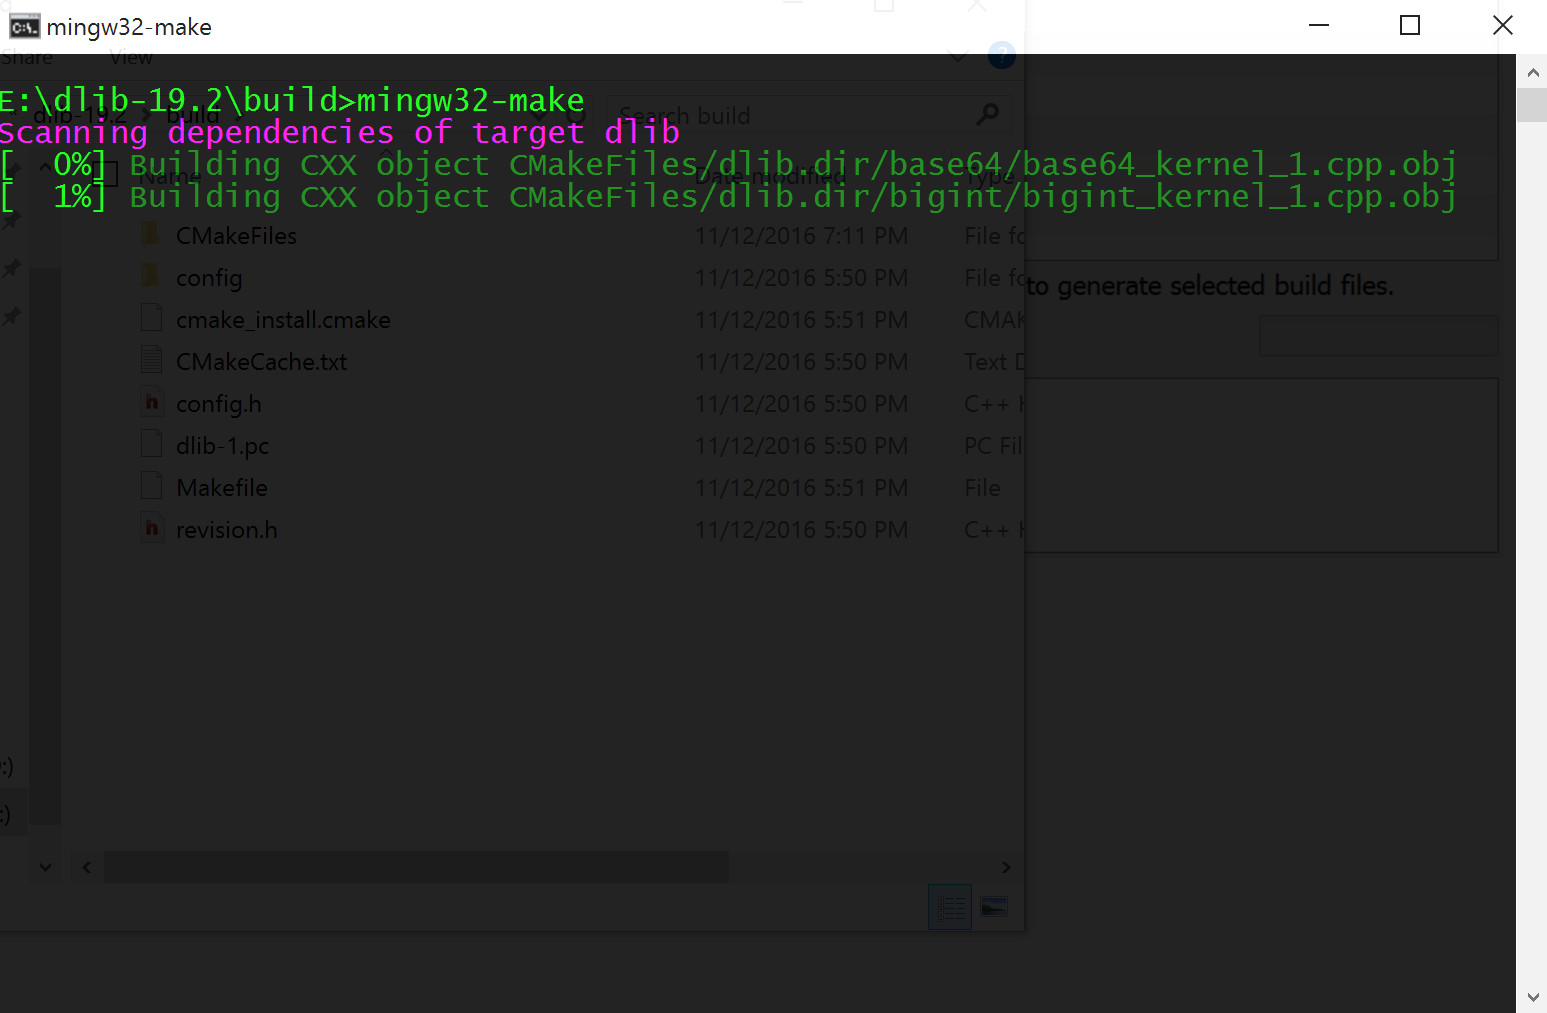 mingw32-make
Share View
E:\dlib-19.2\build>mingw32-make
dlib-19.2 build Search build
Scanning dependencies of target dlib
[  0%] Building CXX object CMakeFiles/dlib.dir/base64/base64_kernel_1.cpp.obj
Name Date modified Type
[  1%] Building CXX object CMakeFiles/dlib.dir/bigint/bigint_kernel_1.cpp.obj
CMakeFiles 11/12/2016 7:11 PM File fo
config 11/12/2016 5:50 PM File fo
to generate selected build files.
cmake_install.cmake 11/12/2016 5:51 PM CMAK
CMakeCache.txt 11/12/2016 5:50 PM Text D
config.h 11/12/2016 5:50 PM C++ H
dlib-1.pc 11/12/2016 5:50 PM PC Fil
Makefile 11/12/2016 5:51 PM File
revision.h 11/12/2016 5:50 PM C++ H
:)
:)